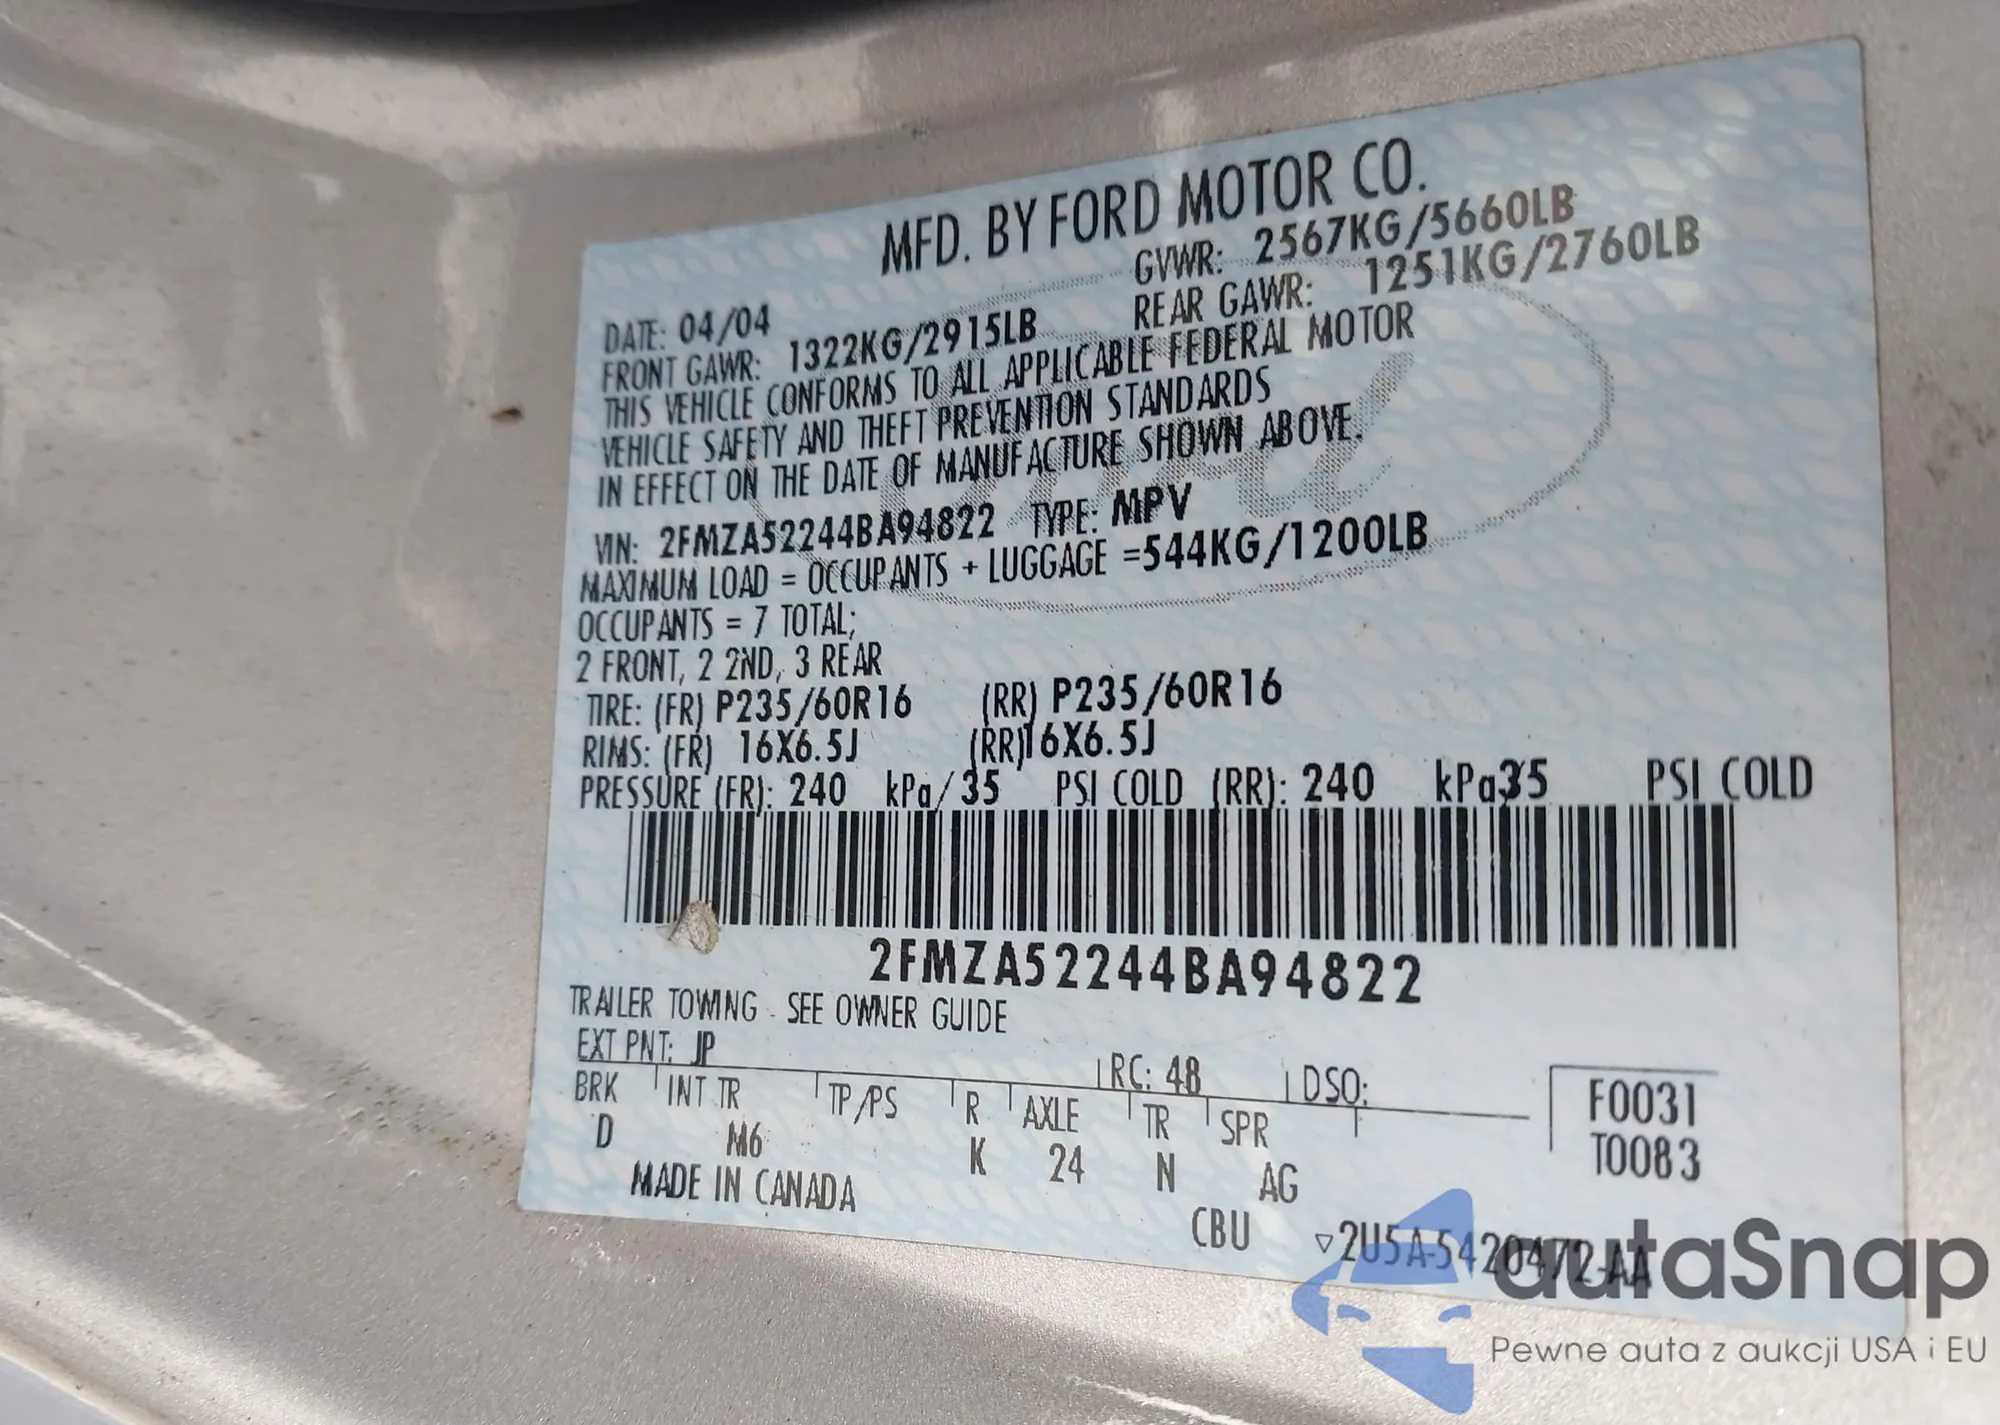 MFD. BY FORD MOTOR CO.
DATE: 04/04 GVWR: 2567KG/5660LB
FRONT GAWR: 1322KG/2915LB REAR GAWR: 1251KG/2760LB
THIS VEHICLE CONFORMS TO ALL APPLICABLE FEDERAL MOTOR
VEHICLE SAFETY AND THEFT PREVENTION STANDARDS
IN EFFECT ON THE DATE OF MANUFACTURE SHOWN ABOVE.
VIN: 2FMZA52244BA94822 TYPE: MPV
MAXIMUM LOAD = OCCUPANTS + LUGGAGE =544KG/1200LB
OCCUPANTS = 7 TOTAL;
2 FRONT, 2 2ND, 3 REAR
TIRE: (FR) P235/60R16 (RR) P235/60R16
RIMS: (FR) 16X6.5J (RR)16X6.5J
PRESSURE (FR): 240 kPa/35 PSI COLD (RR): 240 kPa35 PSI COLD
2FMZA52244BA94822
TRAILER TOWING - SEE OWNER GUIDE
EXT PNT: JP RC: 48 DSO: F0031
BRK INT TR TP/PS R AXLE TR SPR T0083
D M6 K 24 N AG
MADE IN CANADA
CBU ▽2U5A-5420472-AA
autaSnap
Pewne auta z aukcji USA i EU